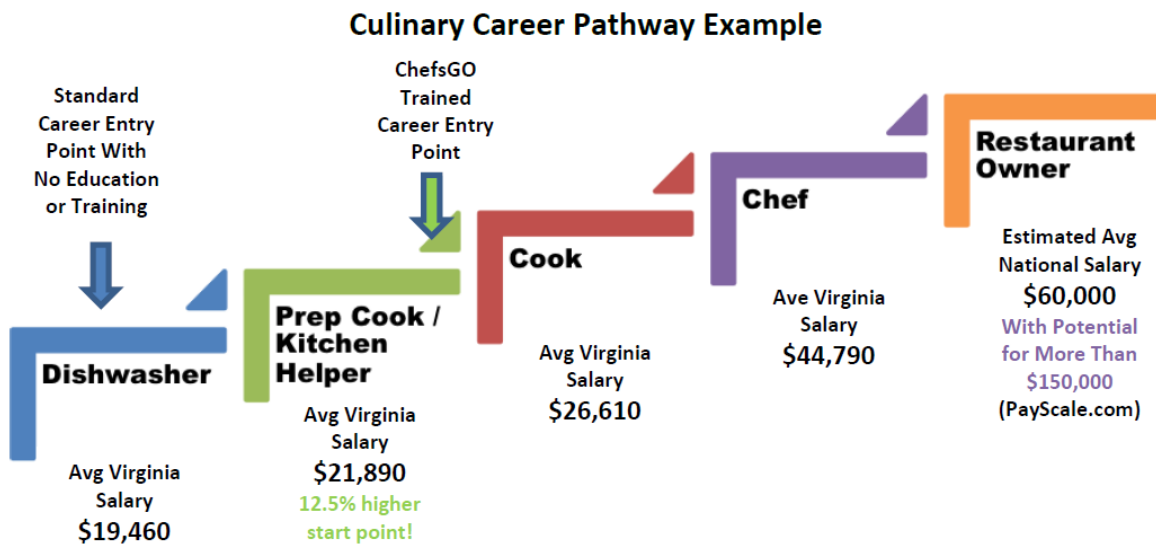 Culinary Career Pathway Example
Standard
Career Entry
Point With
No Education
or Training
ChefsGO
Trained
Career Entry
Point
Dishwasher
Avg Virginia
Salary
$19,460
Prep Cook /
Kitchen
Helper
Avg Virginia
Salary
$21,890
12.5% higher
start point!
Cook
Avg Virginia
Salary
$26,610
Chef
Ave Virginia
Salary
$44,790
Restaurant
Owner
Estimated Avg
National Salary
$60,000
With Potential
for More Than
$150,000
(PayScale.com)